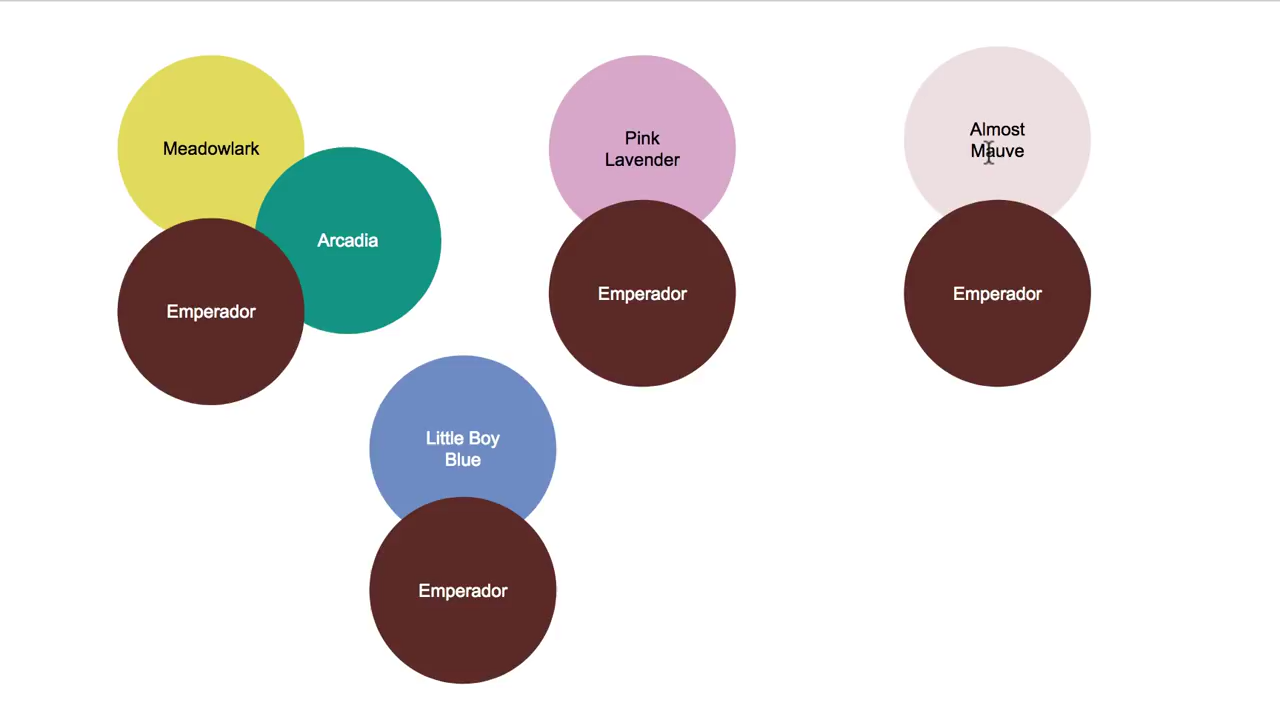 Meadowlark
Arcadia
Emperador
Pink
Lavender
Emperador
Almost
Mauve
Emperador
Little Boy
Blue
Emperador